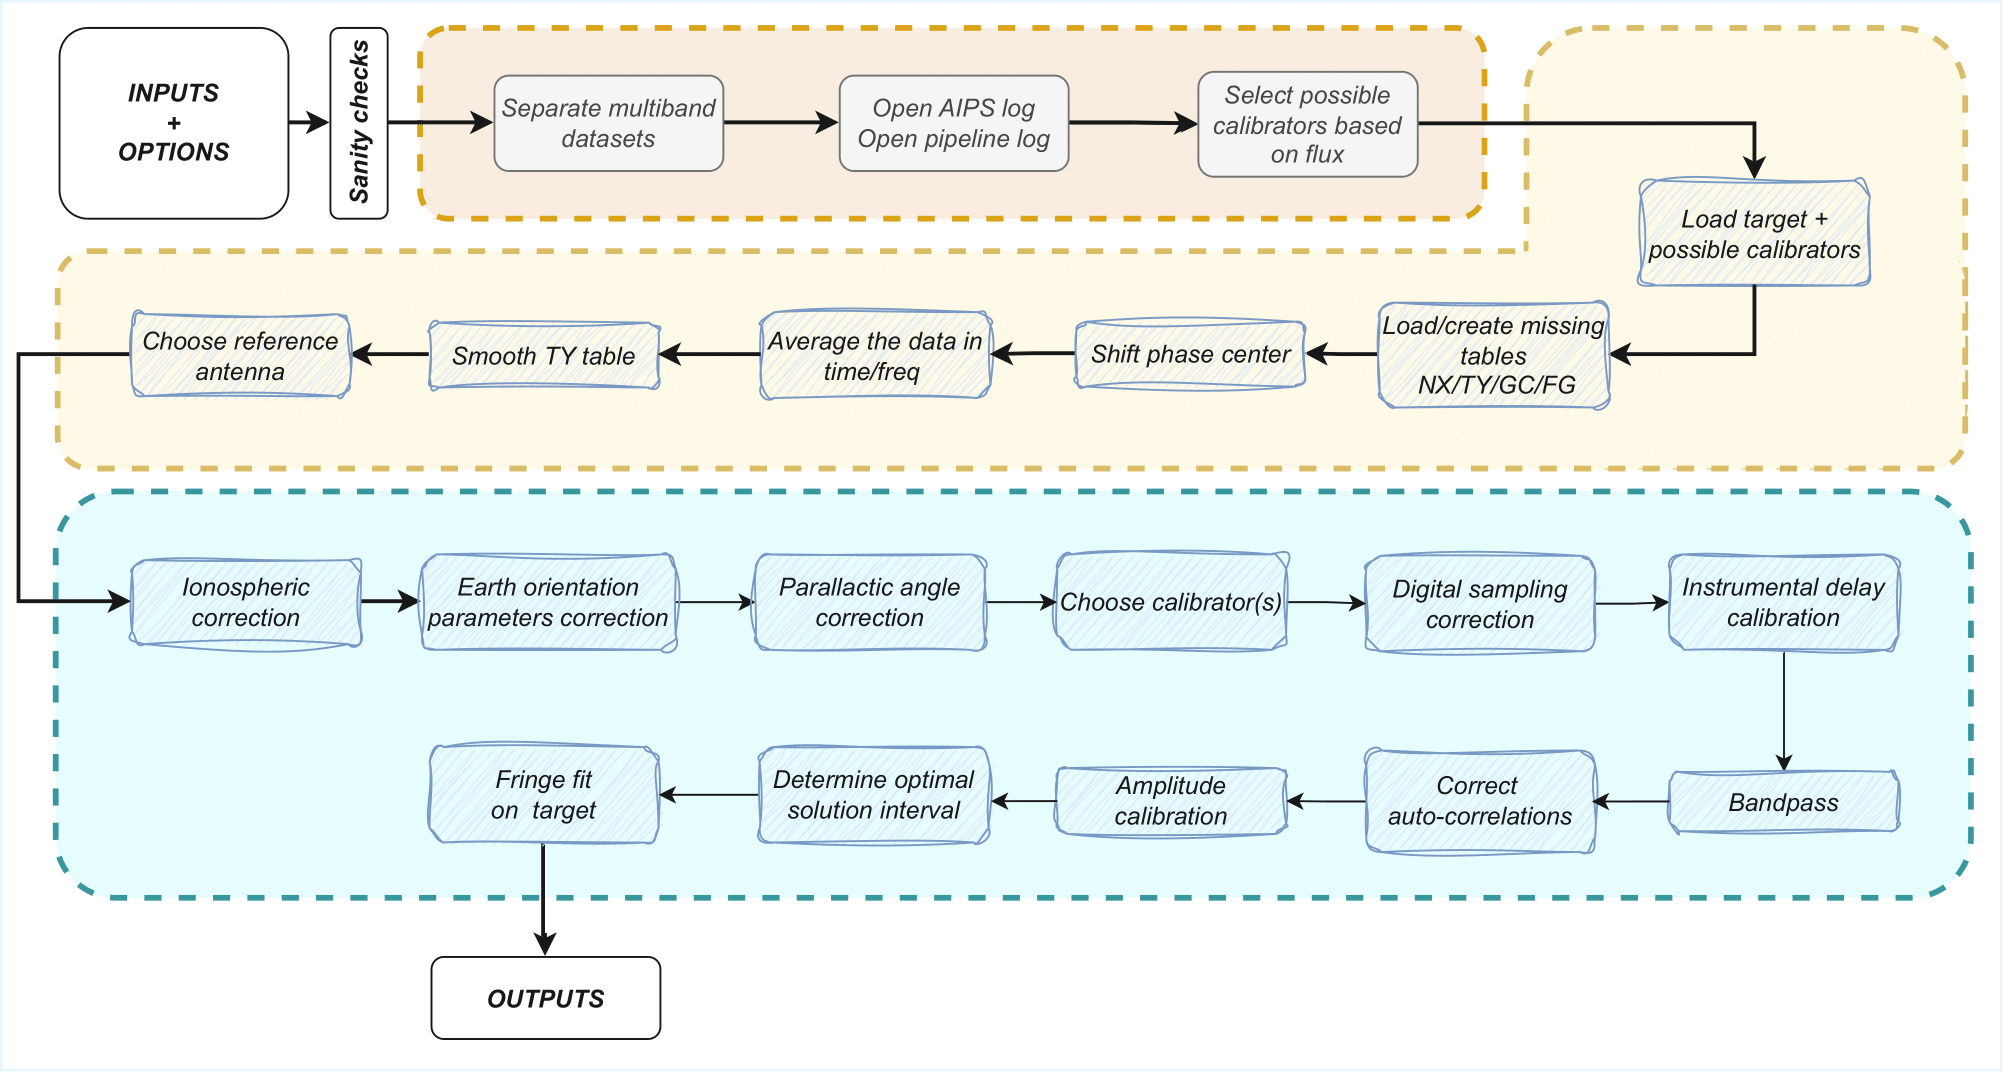 INPUTS
+
OPTIONS
Sanity checks
Separate multiband
datasets
Open AIPS log
Open pipeline log
Select possible
calibrators based
on flux
Load target +
possible calibrators
Load/create missing
tables
NX/TY/GC/FG
Shift phase center
Average the data in
time/freq
Smooth TY table
Choose reference
antenna
Ionospheric
correction
Earth orientation
parameters correction
Parallactic angle
correction
Choose calibrator(s)
Digital sampling
correction
Instrumental delay
calibration
Bandpass
Correct
auto-correlations
Amplitude
calibration
Determine optimal
solution interval
Fringe fit
on target
OUTPUTS